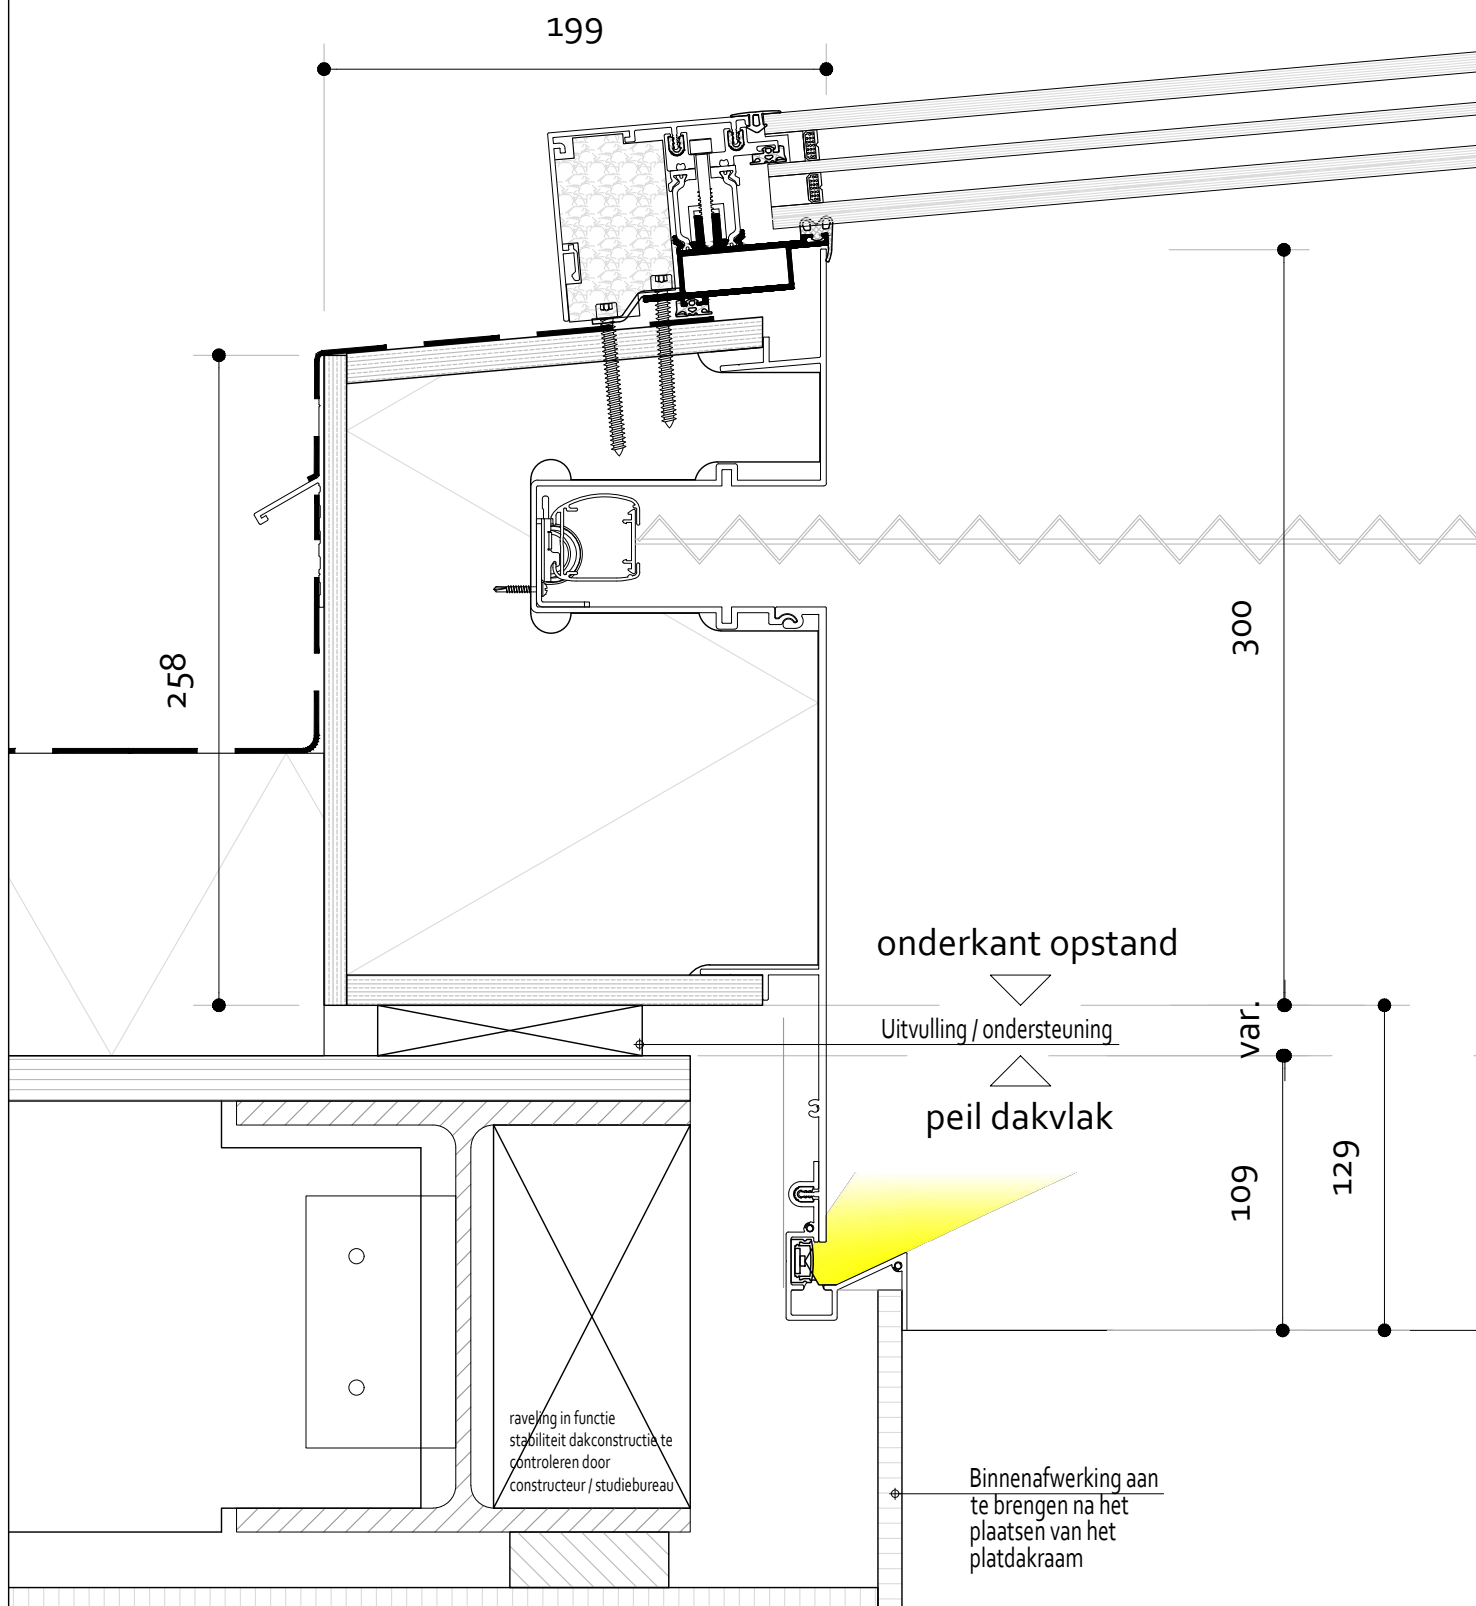 199
258
300
onderkant opstand
Uitvulling / ondersteuning
var.
peil dakvlak
109
129
raveling in functie
stabiliteit dakconstructie te
controleren door
constructeur / studiebureau
Binnenafwerking aan
te brengen na het
plaatsen van het
platdakraam